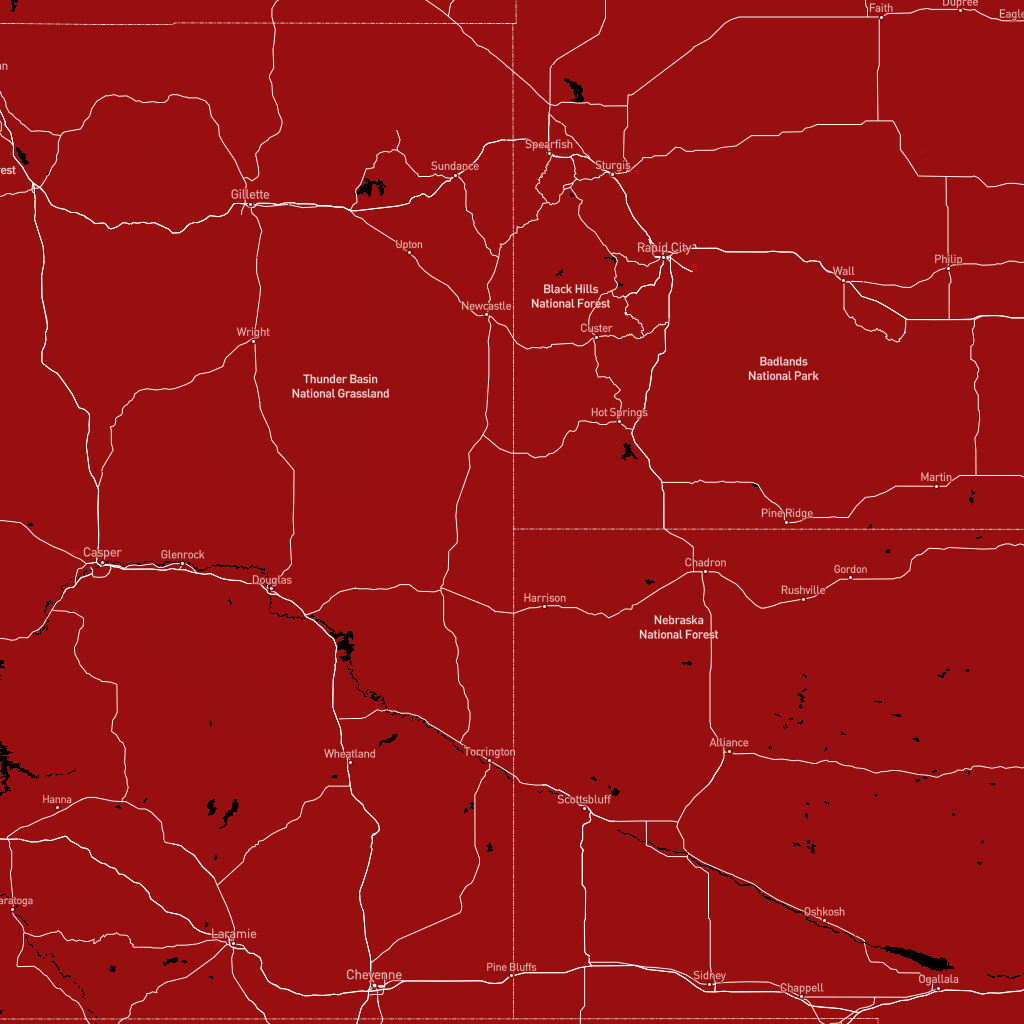 Faith
Dupree
Eagle
an
Spearfish
Sundance
Sturgis
rest
Gillette
Upton
Rapid City
Philip
Wall
Black Hills
National Forest
Newcastle
Custer
Wright
Badlands
National Park
Thunder Basin
National Grassland
Hot Springs
Martin
Pine Ridge
Casper
Glenrock
Chadron
Gordon
Douglas
Rushville
Harrison
Nebraska
National Forest
Alliance
Wheatland
Torrington
Hanna
Scottsbluff
aratoga
Oshkosh
Laramie
Pine Bluffs
Cheyenne
Sidney
Ogallala
Chappell